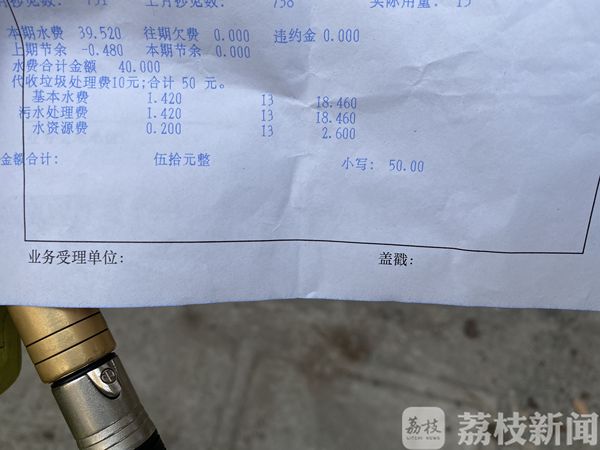 本期水费 39.520 往期欠费 0.000 违约金 0.000
上期节余 -0.480 本期节余 0.000
水费合计金额 40.000
代收垃圾处理费10元;合计 50 元。
基本水费 1.420 13 18.460
污水处理费 1.420 13 18.460
水资源费 0.200 13 2.600
金额合计: 伍拾元整 小写: 50.00
业务受理单位: 盖戳:
荔枝 荔枝新闻
LITCHI NEWS